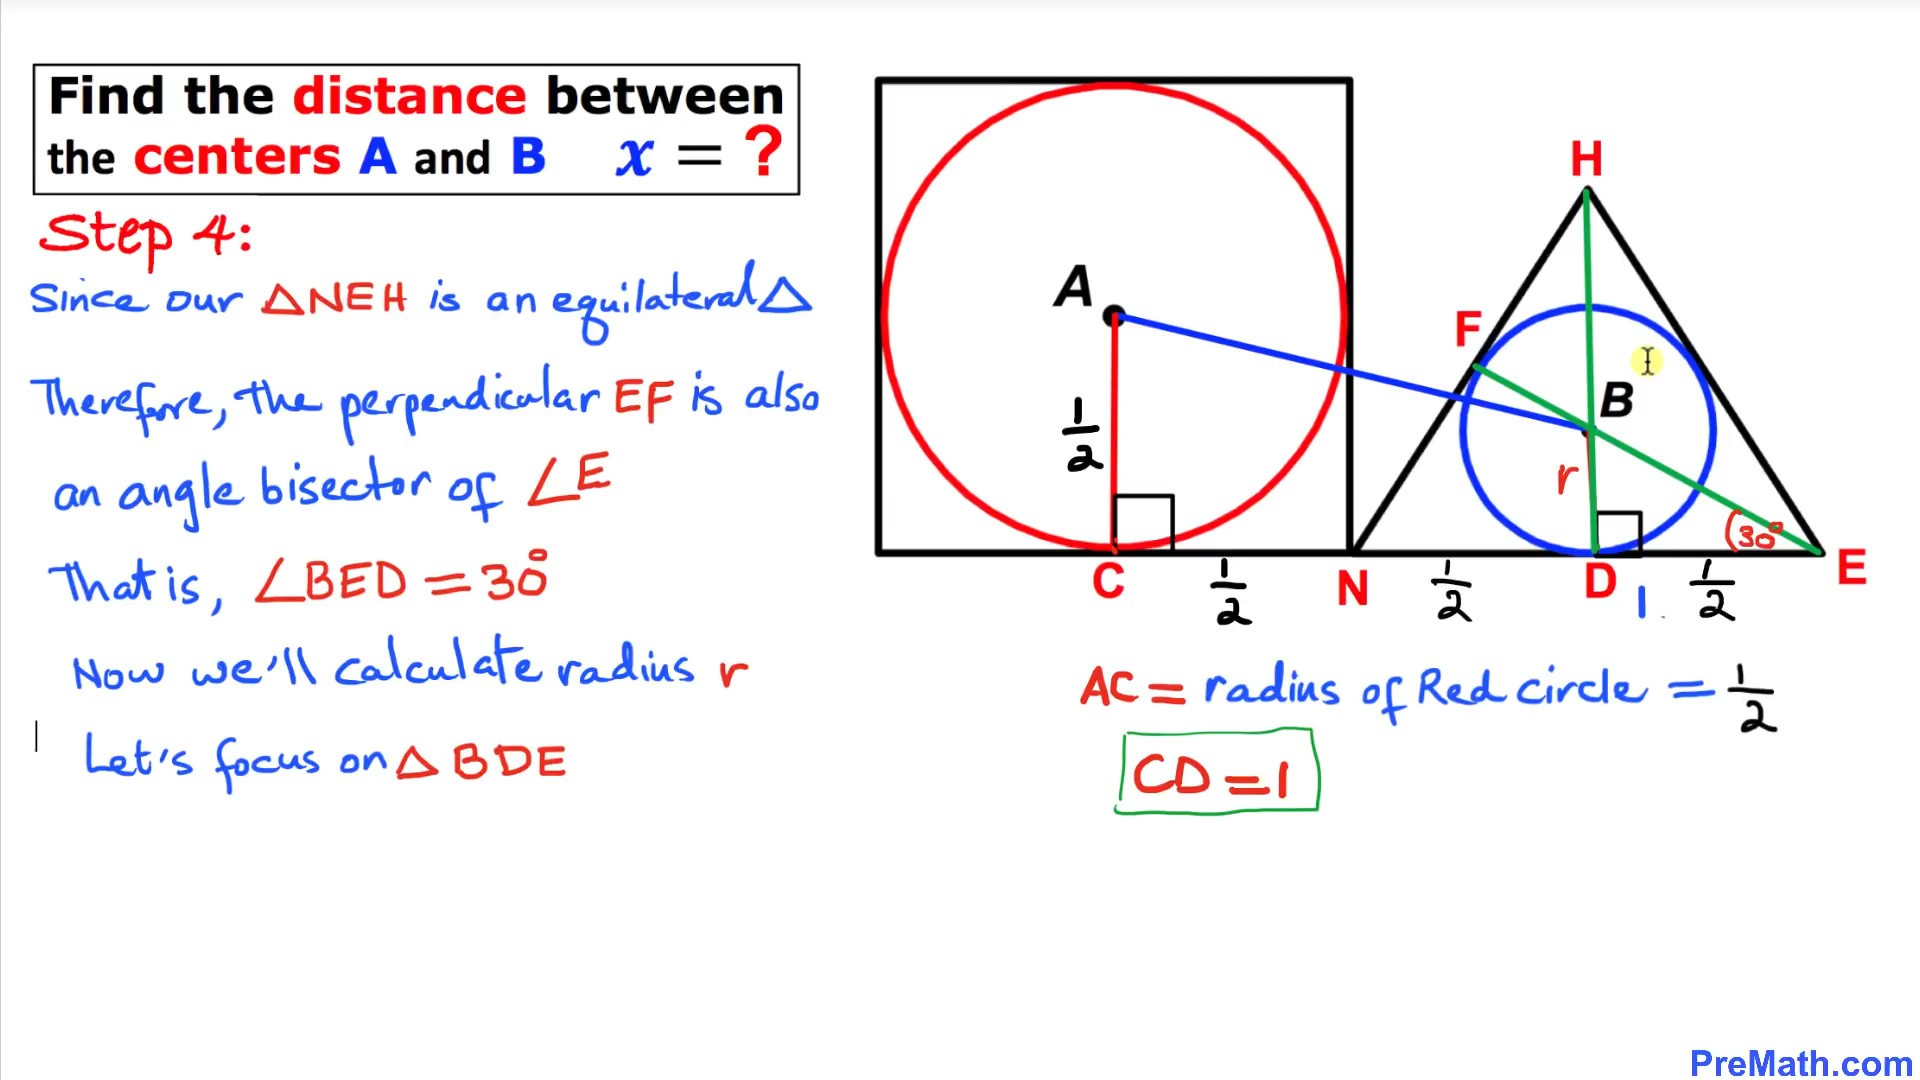 Find the distance between
the centers A and B x = ?
Step 4:
Since our △NEH is an equilateral △
Therefore, the perpendicular EF is also
an angle bisector of ∠E
That is, ∠BED = 30°
Now we'll calculate radius r
Let's focus on △ BDE
H
A
F
B
1/2
r
30°
C
1/2
N
1/2
D
1
1/2
E
AC = radius of Red circle = 1/2
CD = 1
PreMath.com